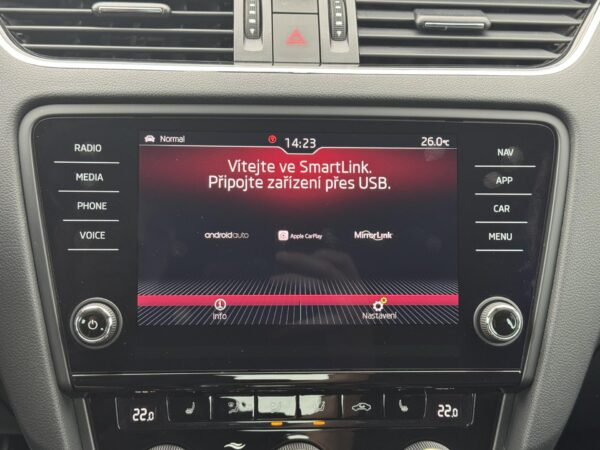 Normal 14:23 26.0°C
RADIO
MEDIA
PHONE
VOICE
Vítejte ve SmartLink.
Připojte zařízení přes USB.
androidauto Apple CarPlay MirrorLink
Info Nastavení
NAV
APP
CAR
MENU
22.0 22.0